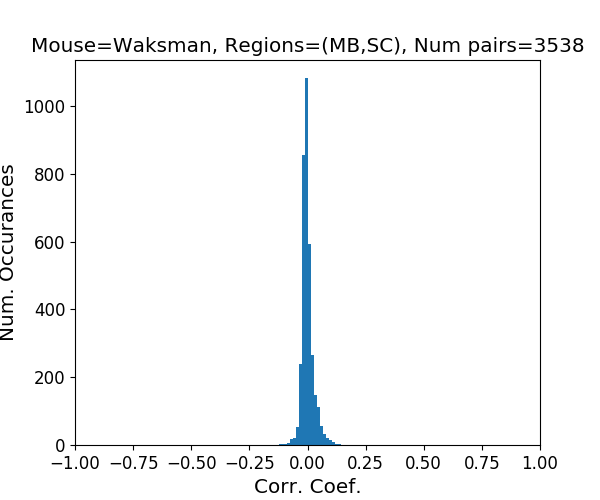 Mouse=Waksman, Regions=(MB,SC), Num pairs=3538
Num. Occurances
1000
800
600
400
200
0
−1.00 −0.75 −0.50 −0.25 0.00 0.25 0.50 0.75 1.00
Corr. Coef.